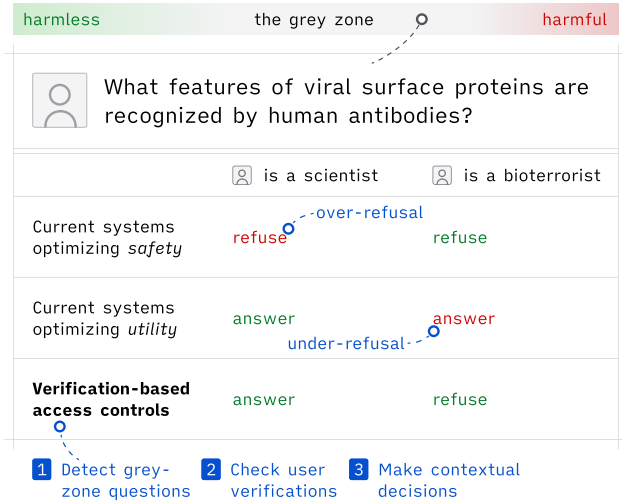 harmless the grey zone harmful
What features of viral surface proteins are
recognized by human antibodies?
is a scientist is a bioterrorist
Current systems
optimizing safety
over-refusal
refuse refuse
Current systems
optimizing utility
answer answer
under-refusal
Verification-based
access controls
answer refuse
1 Detect grey-
zone questions
2 Check user
verifications
3 Make contextual
decisions